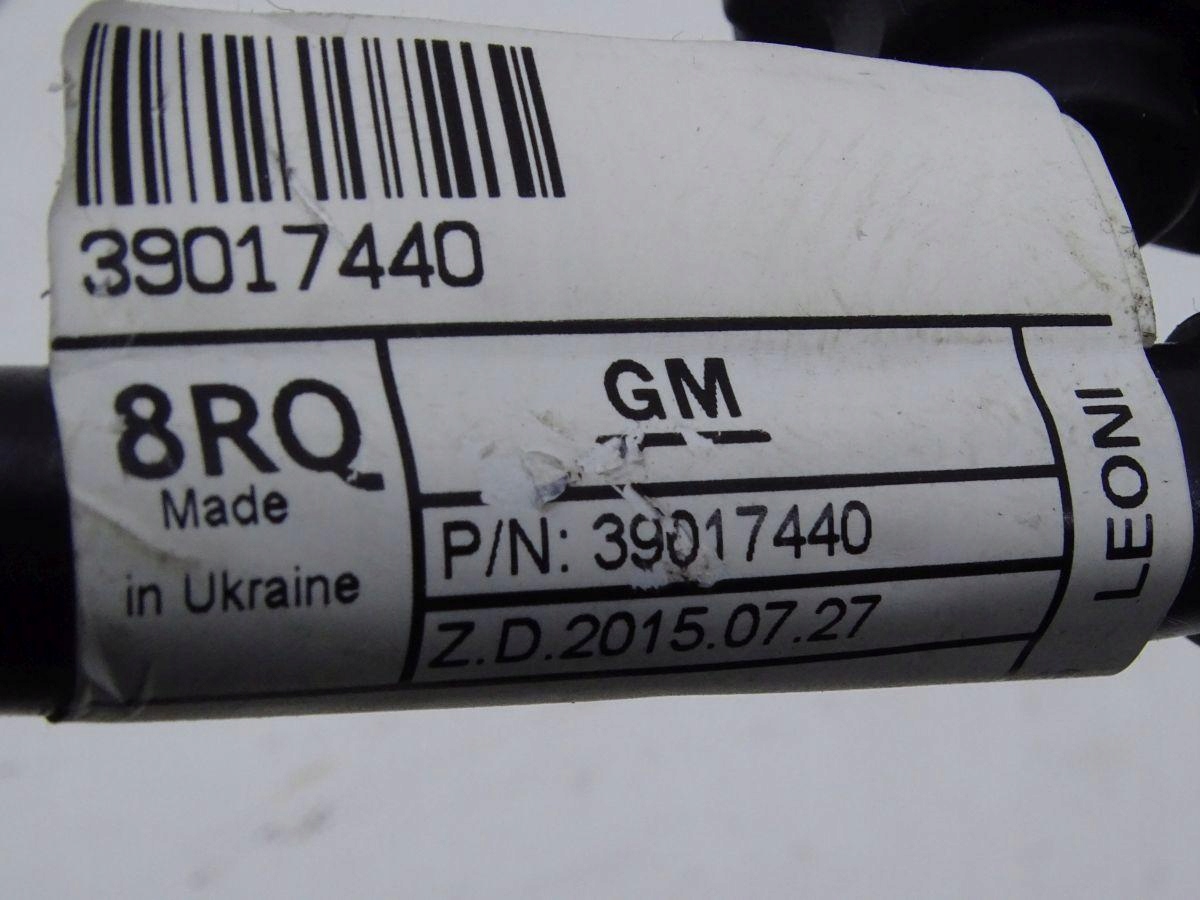 39017440
8RQ
Made
in Ukraine
GM
P/N: 39017440
Z.D.2015.07.27
LEONI